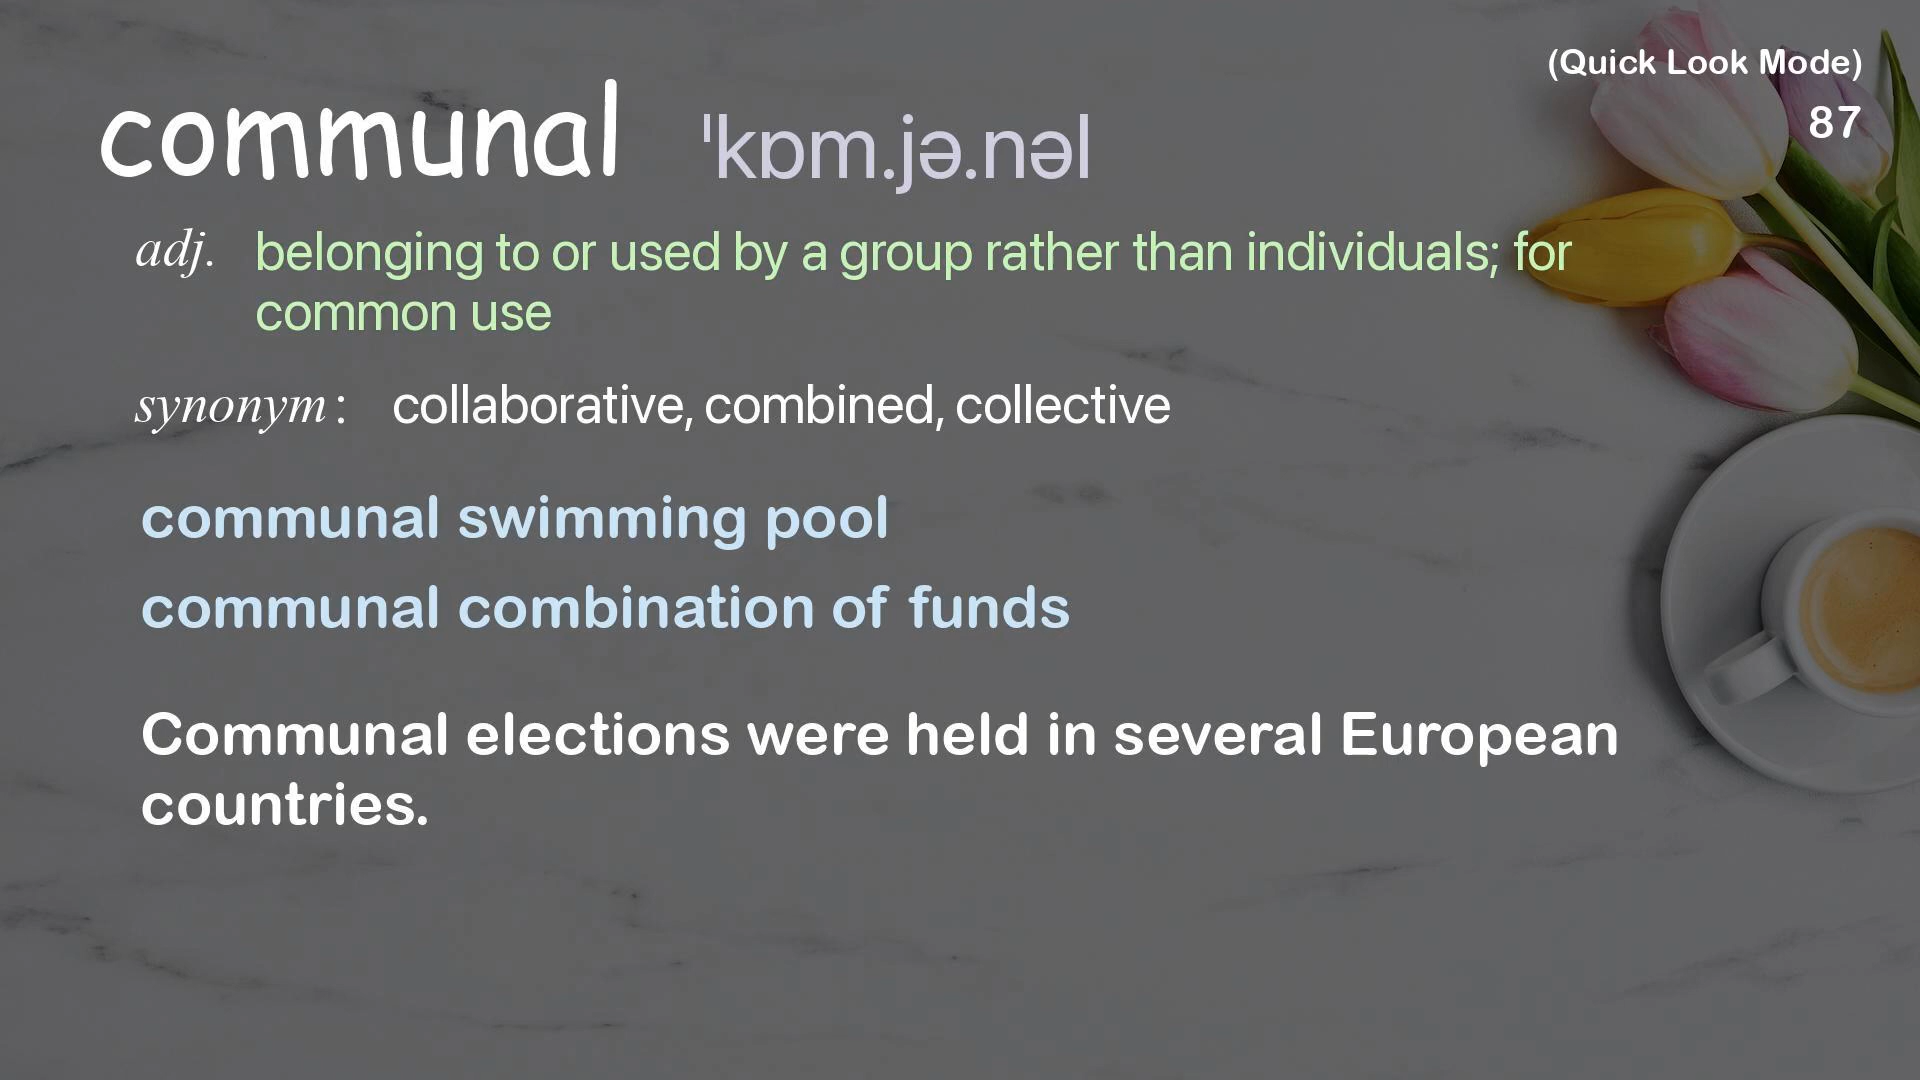 (Quick Look Mode)
87
communal ˈkɒm.jə.nəl
adj. belonging to or used by a group rather than individuals; for
common use
synonym: collaborative, combined, collective
communal swimming pool
communal combination of funds
Communal elections were held in several European
countries.